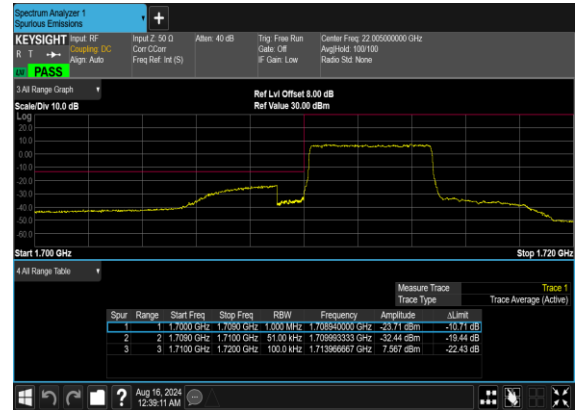 Spectrum Analyzer 1
Spurious Emissions
KEYSIGHT Input: RF Input Z: 50 Ω Atten: 40 dB Trig: Free Run Center Freq: 22.005000000 GHz
R T Coupling: DC Corr CCorr Gate: Off Avg|Hold: 100/100
Align: Auto Freq Ref: Int (S) IF Gain: Low Radio Std: None
LXI PASS
3 All Range Graph
Ref Lvl Offset 8.00 dB
Scale/Div 10.0 dB Ref Value 30.00 dBm
Log
20.0
10.0
0.00
-10.0
-20.0
-30.0
-40.0
-50.0
-60.0
Start 1.700 GHz Stop 1.720 GHz
4 All Range Table
Measure Trace Trace 1
Trace Type Trace Average (Active)
Spur Range Start Freq Stop Freq RBW Frequency Amplitude ΔLimit
1 1 1.7000 GHz 1.7090 GHz 1.000 MHz 1.708940000 GHz -23.71 dBm -10.71 dB
2 2 1.7090 GHz 1.7100 GHz 51.00 kHz 1.709993333 GHz -32.44 dBm -19.44 dB
3 3 1.7100 GHz 1.7200 GHz 100.0 kHz 1.713966667 GHz 7.567 dBm -22.43 dB
Aug 16, 2024
12:39:11 AM